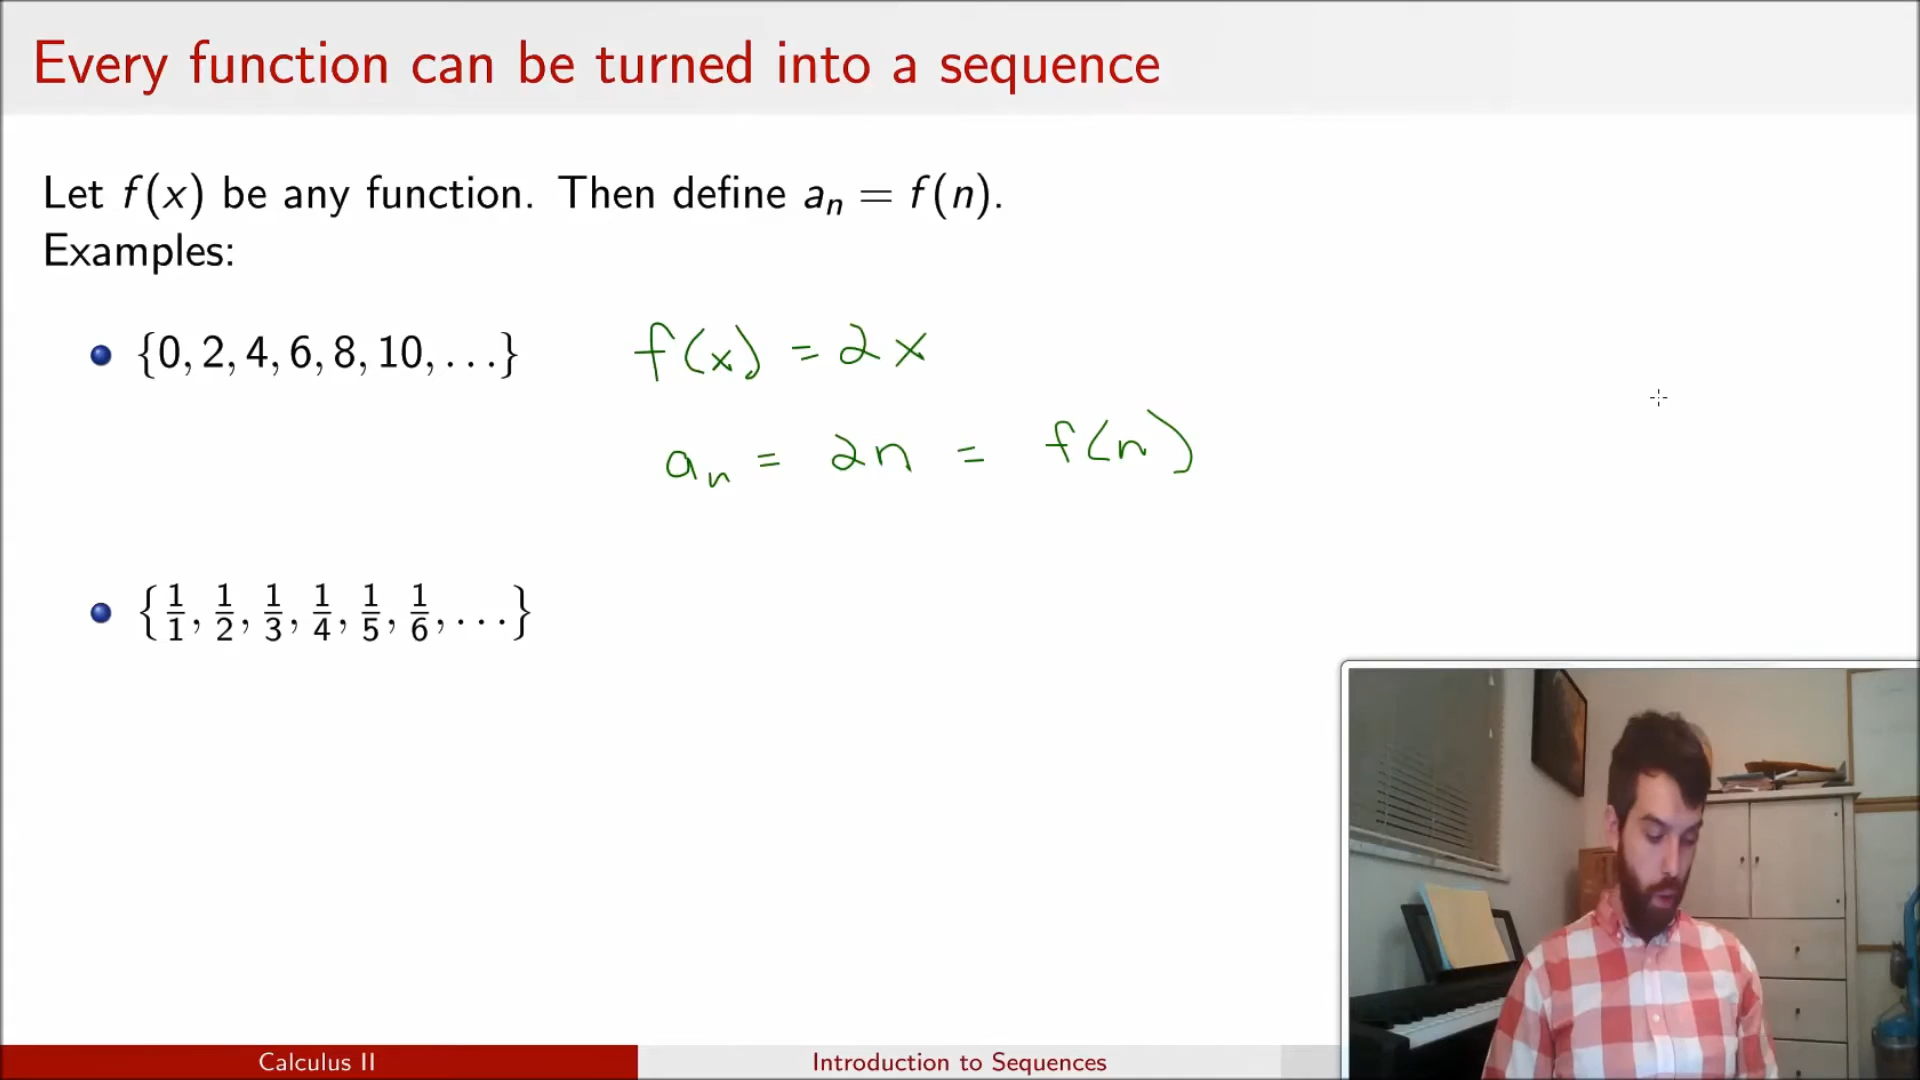 Every function can be turned into a sequence
Let f(x) be any function. Then define aₙ = f(n).
Examples:
{0, 2, 4, 6, 8, 10, . . .} f(x) = 2x
aₙ = 2n = f(n)
{1/1, 1/2, 1/3, 1/4, 1/5, 1/6, . . .}
Calculus II Introduction to Sequences